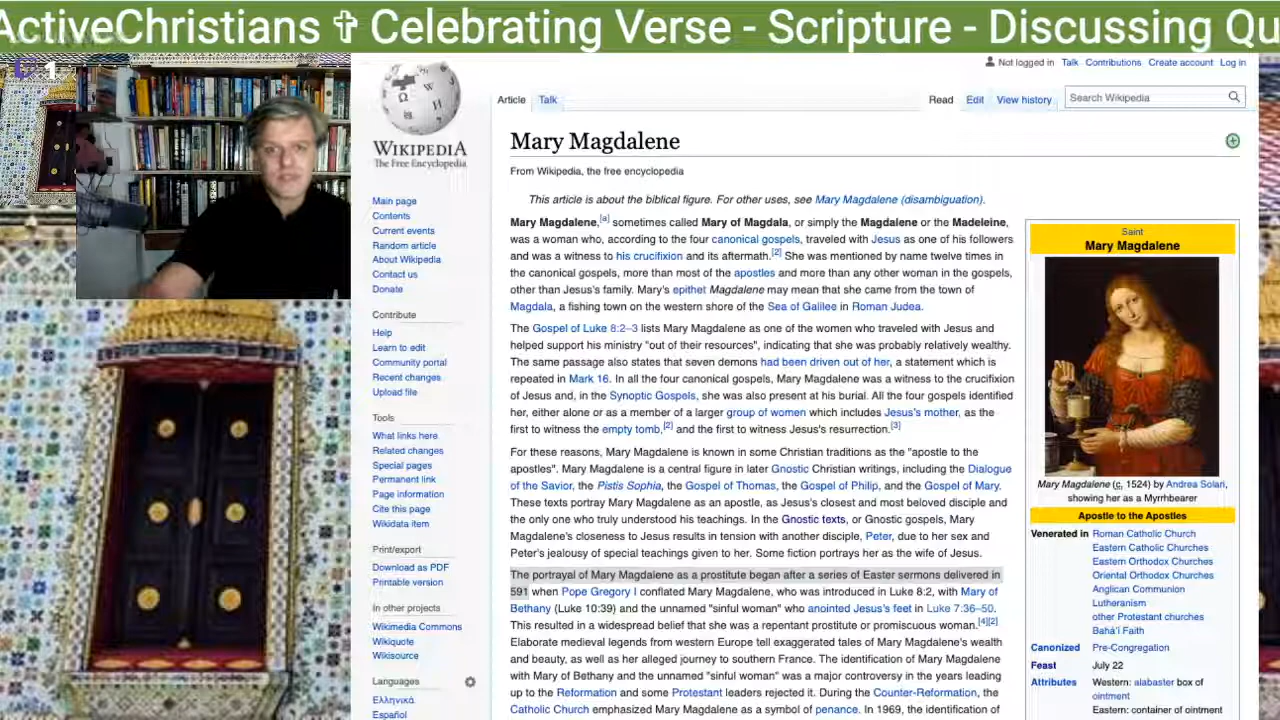 ActiveChristians ✞ Celebrating Verse - Scripture - Discussing Qu
Not logged in Talk Contributions Create account Log in
Article Talk
Read Edit View history Search Wikipedia
WIKIPEDIA
The Free Encyclopedia
Main page
Contents
Current events
Random article
About Wikipedia
Contact us
Donate
Contribute
Help
Learn to edit
Community portal
Recent changes
Upload file
Tools
What links here
Related changes
Special pages
Permanent link
Page information
Cite this page
Wikidata item
Print/export
Download as PDF
Printable version
In other projects
Wikimedia Commons
Wikiquote
Wikisource
Languages
Ελληνικά
Español
Mary Magdalene
From Wikipedia, the free encyclopedia
This article is about the biblical figure. For other uses, see Mary Magdalene (disambiguation).
Mary Magdalene,[a] sometimes called Mary of Magdala, or simply the Magdalene or the Madeleine,
was a woman who, according to the four canonical gospels, traveled with Jesus as one of his followers
and was a witness to his crucifixion and its aftermath.[2] She was mentioned by name twelve times in
the canonical gospels, more than most of the apostles and more than any other woman in the gospels,
other than Jesus's family. Mary's epithet Magdalene may mean that she came from the town of
Magdala, a fishing town on the western shore of the Sea of Galilee in Roman Judea.
The Gospel of Luke 8:2–3 lists Mary Magdalene as one of the women who traveled with Jesus and
helped support his ministry "out of their resources", indicating that she was probably relatively wealthy.
The same passage also states that seven demons had been driven out of her, a statement which is
repeated in Mark 16. In all the four canonical gospels, Mary Magdalene was a witness to the crucifixion
of Jesus and, in the Synoptic Gospels, she was also present at his burial. All the four gospels identified
her, either alone or as a member of a larger group of women which includes Jesus's mother, as the
first to witness the empty tomb,[2] and the first to witness Jesus's resurrection.[3]
For these reasons, Mary Magdalene is known in some Christian traditions as the "apostle to the
apostles". Mary Magdalene is a central figure in later Gnostic Christian writings, including the Dialogue
of the Savior, the Pistis Sophia, the Gospel of Thomas, the Gospel of Philip, and the Gospel of Mary.
These texts portray Mary Magdalene as an apostle, as Jesus's closest and most beloved disciple and
the only one who truly understood his teachings. In the Gnostic texts, or Gnostic gospels, Mary
Magdalene's closeness to Jesus results in tension with another disciple, Peter, due to her sex and
Peter's jealousy of special teachings given to her. Some fiction portrays her as the wife of Jesus.
The portrayal of Mary Magdalene as a prostitute began after a series of Easter sermons delivered in
591 when Pope Gregory I conflated Mary Magdalene, who was introduced in Luke 8:2, with Mary of
Bethany (Luke 10:39) and the unnamed "sinful woman" who anointed Jesus's feet in Luke 7:36–50.
This resulted in a widespread belief that she was a repentant prostitute or promiscuous woman.[4][2]
Elaborate medieval legends from western Europe tell exaggerated tales of Mary Magdalene's wealth
and beauty, as well as her alleged journey to southern France. The identification of Mary Magdalene
with Mary of Bethany and the unnamed "sinful woman" was a major controversy in the years leading
up to the Reformation and some Protestant leaders rejected it. During the Counter-Reformation, the
Catholic Church emphasized Mary Magdalene as a symbol of penance. In 1969, the identification of
Saint
Mary Magdalene
Mary Magdalene (c. 1524) by Andrea Solari,
showing her as a Myrrhbearer
Apostle to the Apostles
Venerated in Roman Catholic Church
Eastern Catholic Churches
Eastern Orthodox Churches
Oriental Orthodox Churches
Anglican Communion
Lutheranism
other Protestant churches
Bahá'í Faith
Canonized Pre-Congregation
Feast July 22
Attributes Western: alabaster box of
ointment
Eastern: container of ointment